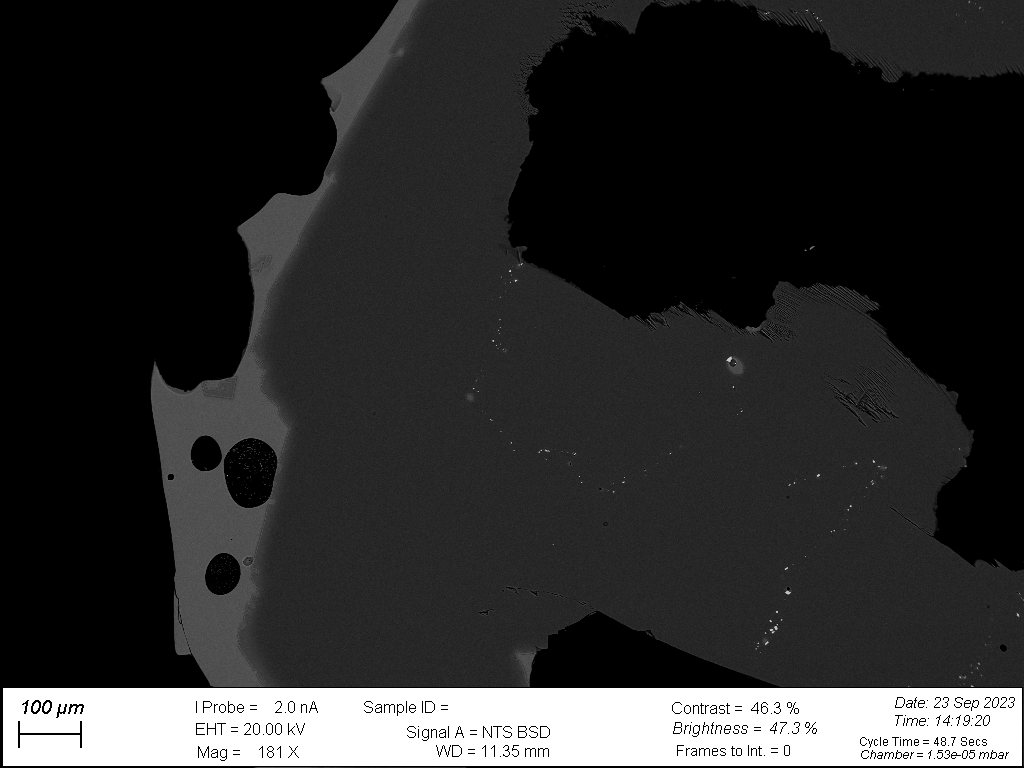 100 µm
I Probe = 2.0 nA
EHT = 20.00 kV
Mag = 181 X
Sample ID =
Signal A = NTS BSD
WD = 11.35 mm
Contrast = 46.3 %
Brightness = 47.3 %
Frames to Int. = 0
Date: 23 Sep 2023
Time: 14:19:20
Cycle Time = 48.7 Secs
Chamber = 1.53e-05 mbar